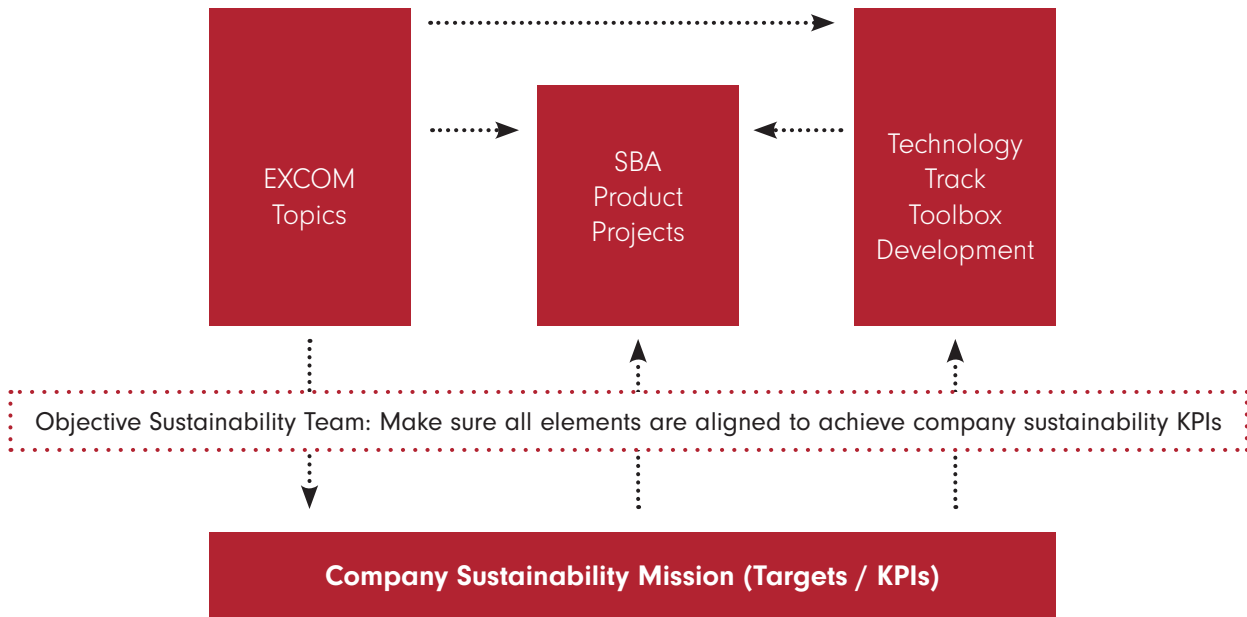 EXCOM
Topics
SBA
Product
Projects
Technology
Track
Toolbox
Development
Objective Sustainability Team: Make sure all elements are aligned to achieve company sustainability KPIs
Company Sustainability Mission (Targets / KPIs)